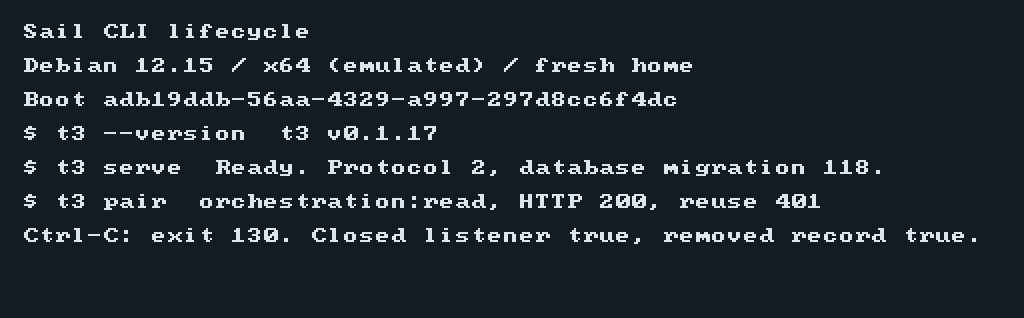 Sail CLI lifecycle
Debian 12.15 / x64 (emulated) / fresh home
Boot adb19ddb-56aa-4329-a997-297d8cc6f4dc
$ t3 --version  t3 v0.1.17
$ t3 serve  Ready. Protocol 2, database migration 118.
$ t3 pair  orchestration:read, HTTP 200, reuse 401
Ctrl-C: exit 130. Closed listener true, removed record true.